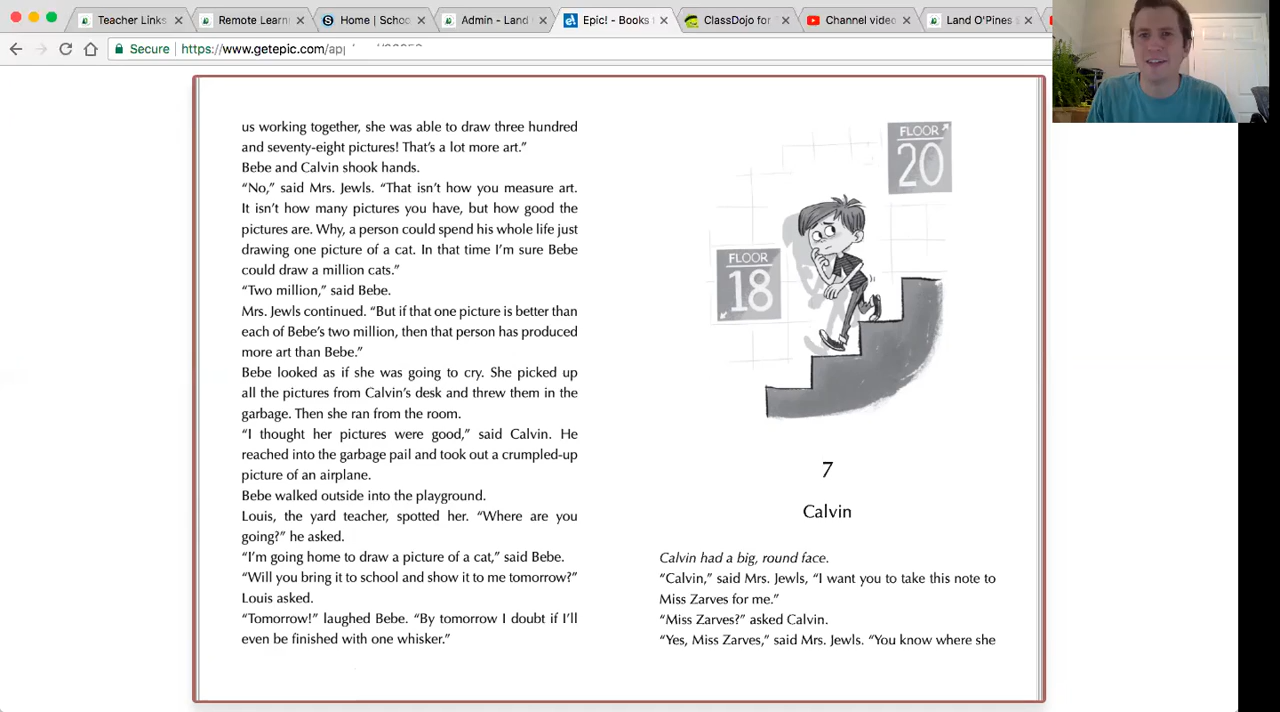 Teacher Links
Remote Learni
Home | Schoo
Admin - Land
Epic! - Books
ClassDojo for
Channel video
Land O'Pines
Secure
https://www.getepic.com/app
us working together, she was able to draw three hundred
and seventy-eight pictures! That's a lot more art.”
Bebe and Calvin shook hands.
“No,” said Mrs. Jewls. “That isn't how you measure art.
It isn't how many pictures you have, but how good the
pictures are. Why, a person could spend his whole life just
drawing one picture of a cat. In that time I'm sure Bebe
could draw a million cats.”
“Two million,” said Bebe.
Mrs. Jewls continued. “But if that one picture is better than
each of Bebe's two million, then that person has produced
more art than Bebe.”
Bebe looked as if she was going to cry. She picked up
all the pictures from Calvin's desk and threw them in the
garbage. Then she ran from the room.
“I thought her pictures were good,” said Calvin. He
reached into the garbage pail and took out a crumpled-up
picture of an airplane.
Bebe walked outside into the playground.
Louis, the yard teacher, spotted her. “Where are you
going?” he asked.
“I'm going home to draw a picture of a cat,” said Bebe.
“Will you bring it to school and show it to me tomorrow?”
Louis asked.
“Tomorrow!” laughed Bebe. “By tomorrow I doubt if I'll
even be finished with one whisker.”
FLOOR
20
FLOOR
18
7
Calvin
Calvin had a big, round face.
“Calvin,” said Mrs. Jewls, “I want you to take this note to
Miss Zarves for me.”
“Miss Zarves?” asked Calvin.
“Yes, Miss Zarves,” said Mrs. Jewls. “You know where she